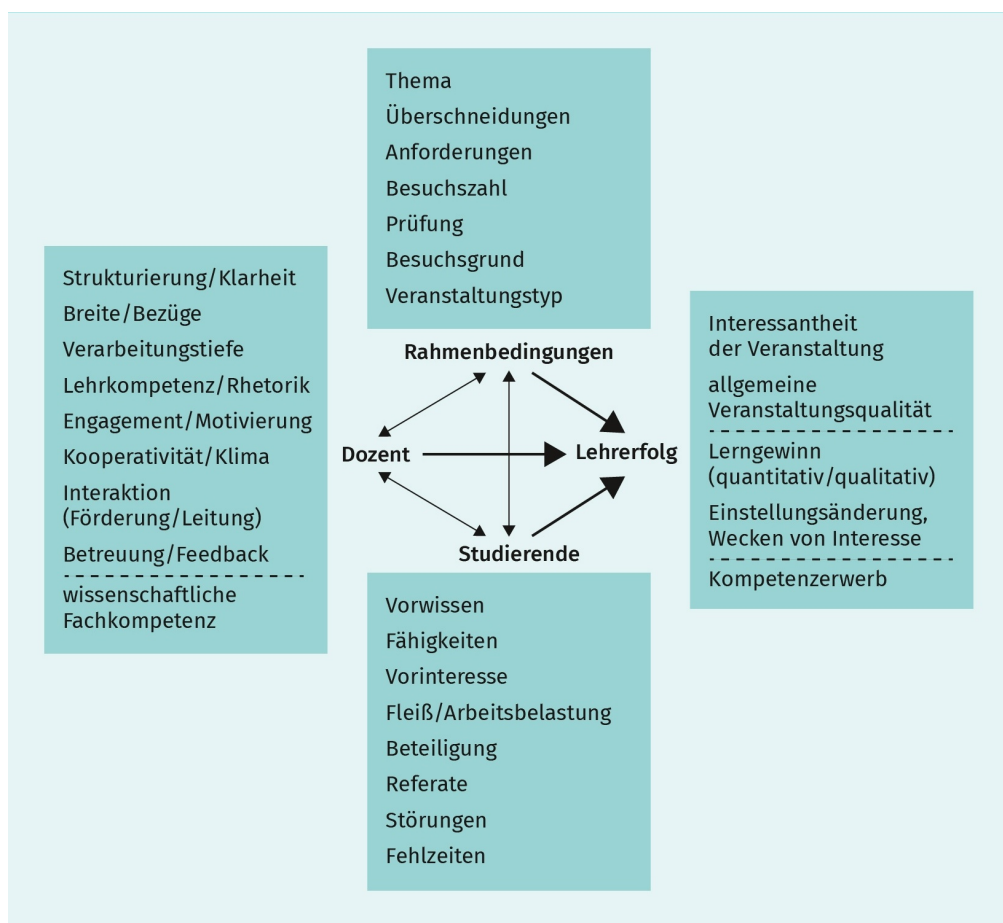 Thema
Überschneidungen
Anforderungen
Besuchszahl
Prüfung
Besuchsgrund
Veranstaltungstyp
Rahmenbedingungen
Strukturierung/Klarheit
Breite/Bezüge
Verarbeitungstiefe
Lehrkompetenz/Rhetorik
Engagement/Motivierung
Kooperativität/Klima
Interaktion
(Förderung/Leitung)
Betreuung/Feedback
wissenschaftliche
Fachkompetenz
Dozent
Lehrerfolg
Interessantheit
der Veranstaltung
allgemeine
Veranstaltungsqualität
Lerngewinn
(quantitativ/qualitativ)
Einstellungsänderung,
Wecken von Interesse
Kompetenzerwerb
Studierende
Vorwissen
Fähigkeiten
Vorinteresse
Fleiß/Arbeitsbelastung
Beteiligung
Referate
Störungen
Fehlzeiten